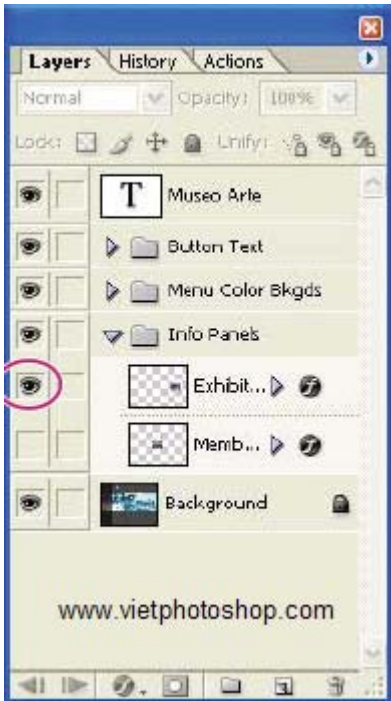 Layers History Actions
Normal Opacity: 100%
Lock: Unify:
T Museo Arte
Button Text
Menu Color Bkgds
Info Panels
Exhibit...
Memb...
Background
www.vietphotoshop.com